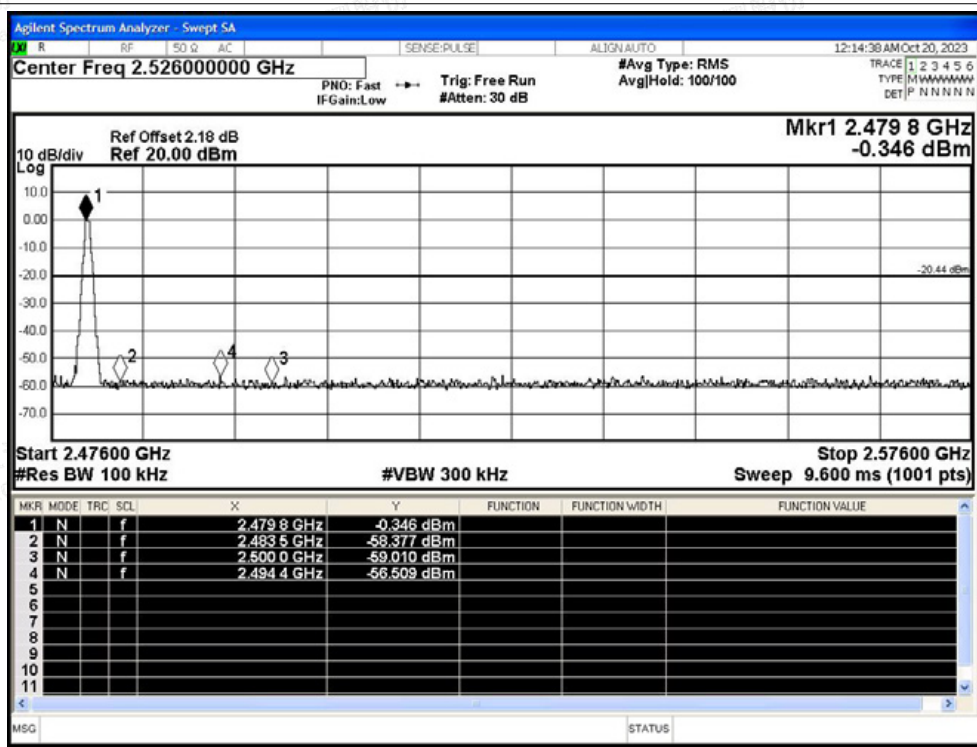 Agilent Spectrum Analyzer - Swept SA
LXI R RF 50 Ω AC SENSE:PULSE ALIGNAUTO 12:14:38 AM Oct 20, 2023
Center Freq 2.526000000 GHz #Avg Type: RMS TRACE 1 2 3 4 5 6
PNO: Fast Trig: Free Run Avg|Hold: 100/100 TYPE MWWWWW
IFGain:Low #Atten: 30 dB DET P N N N N N
Mkr1 2.479 8 GHz
Ref Offset 2.18 dB -0.346 dBm
10 dB/div Ref 20.00 dBm
Log
10.0
1
0.00
-10.0
-20.0
-20.44 dBm
-30.0
-40.0
-50.0
2 4 3
-60.0
-70.0
Start 2.47600 GHz Stop 2.57600 GHz
#Res BW 100 kHz #VBW 300 kHz Sweep 9.600 ms (1001 pts)
MKR MODE TRC SCL X Y FUNCTION FUNCTION WIDTH FUNCTION VALUE
1 N f 2.479 8 GHz -0.346 dBm
2 N f 2.483 5 GHz -58.377 dBm
3 N f 2.500 0 GHz -59.010 dBm
4 N f 2.494 4 GHz -56.509 dBm
5
6
7
8
9
10
11
MSG STATUS